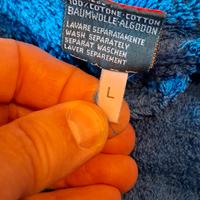 100% COTONE-COTTON
BAUMWOLLE-ALGODON
LAVARE SEPARATAMENTE
WASH SEPARATELY
SEPARAT WASCHEN
LAVER SEPAREMENT
L